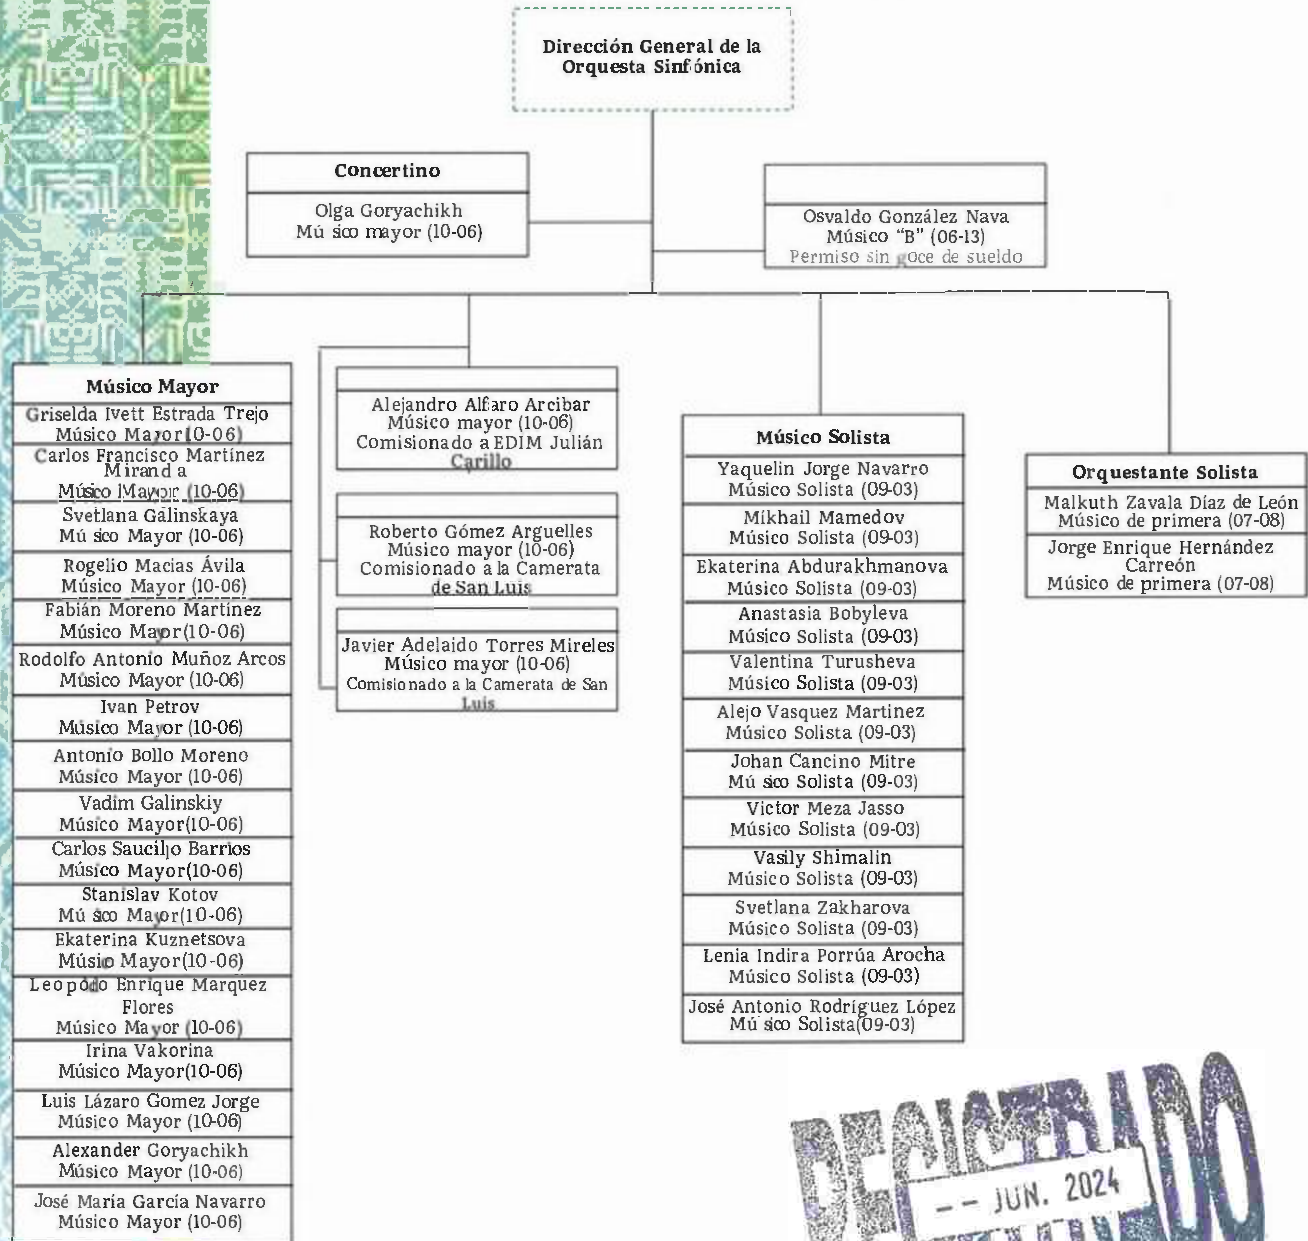 Dirección General de la
Orquesta Sinfónica
Concertino
Olga Goryachikh
Músico mayor (10-06)
Osvaldo González Nava
Músico "B" (06-13)
Permiso sin goce de sueldo
Músico Mayor
Griselda Ivett Estrada Trejo
Músico Mayor10-06)
Carlos Francisco Martínez
Miranda
Músico Mayor (10-06)
Svetlana Galinskaya
Músico Mayor (10-06)
Rogelio Macias Ávila
Músico Mayor (10-06)
Fabián Moreno Martínez
Músico Mayor(10-06)
Rodolfo Antonio Muñoz Arcos
Músico Mayor (10-06)
Ivan Petrov
Músico Mayor (10-06)
Antonio Bollo Moreno
Músico Mayor (10-06)
Vadim Galinskiy
Músico Mayor(10-06)
Carlos Saucillo Barrios
Músico Mayor(10-06)
Stanislav Kotov
Músico Mayor(10-06)
Ekaterina Kuznetsova
Músico Mayor(10-06)
Leopoldo Enrique Marquez
Flores
Músico Mayor (10-06)
Irina Vakorina
Músico Mayor(10-06)
Luis Lázaro Gomez Jorge
Músico Mayor (10-06)
Alexander Goryachikh
Músico Mayor (10-06)
José María García Navarro
Músico Mayor (10-06)
Alejandro Alfaro Arcibar
Músico mayor (10-06)
Comisionado a EDIM Julián
Carillo
Roberto Gómez Arguelles
Músico mayor (10-06)
Comisionado a la Camerata
de San Luis
Javier Adelaido Torres Mireles
Músico mayor (10-06)
Comisionado a la Camerata de San
Luis
Músico Solista
Yaquelin Jorge Navarro
Músico Solista (09-03)
Mikhail Mamedov
Músico Solista (09-03)
Ekaterina Abdurakhmanova
Músico Solista (09-03)
Anastasia Bobyleva
Músico Solista (09-03)
Valentina Turusheva
Músico Solista (09-03)
Alejo Vasquez Martinez
Músico Solista (09-03)
Johan Cancino Mitre
Músico Solista (09-03)
Victor Meza Jasso
Músico Solista (09-03)
Vasily Shimalin
Músico Solista (09-03)
Svetlana Zakharova
Músico Solista (09-03)
Lenia Indira Porrúa Arocha
Músico Solista (09-03)
José Antonio Rodríguez López
Músico Solista(09-03)
Orquestante Solista
Malkuth Zavala Díaz de León
Músico de primera (07-08)
Jorge Enrique Hernández
Carreón
Músico de primera (07-08)
REGISTRADO
-- JUN. 2024